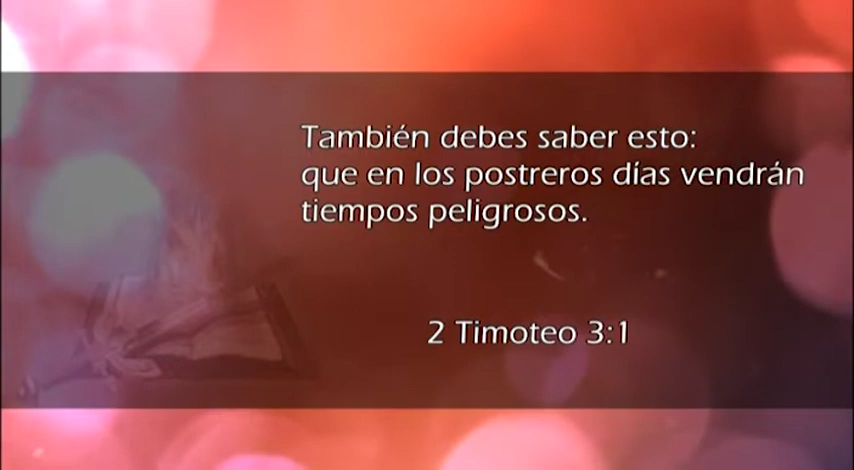 También debes saber esto:
que en los postreros días vendrán
tiempos peligrosos.
2 Timoteo 3:1